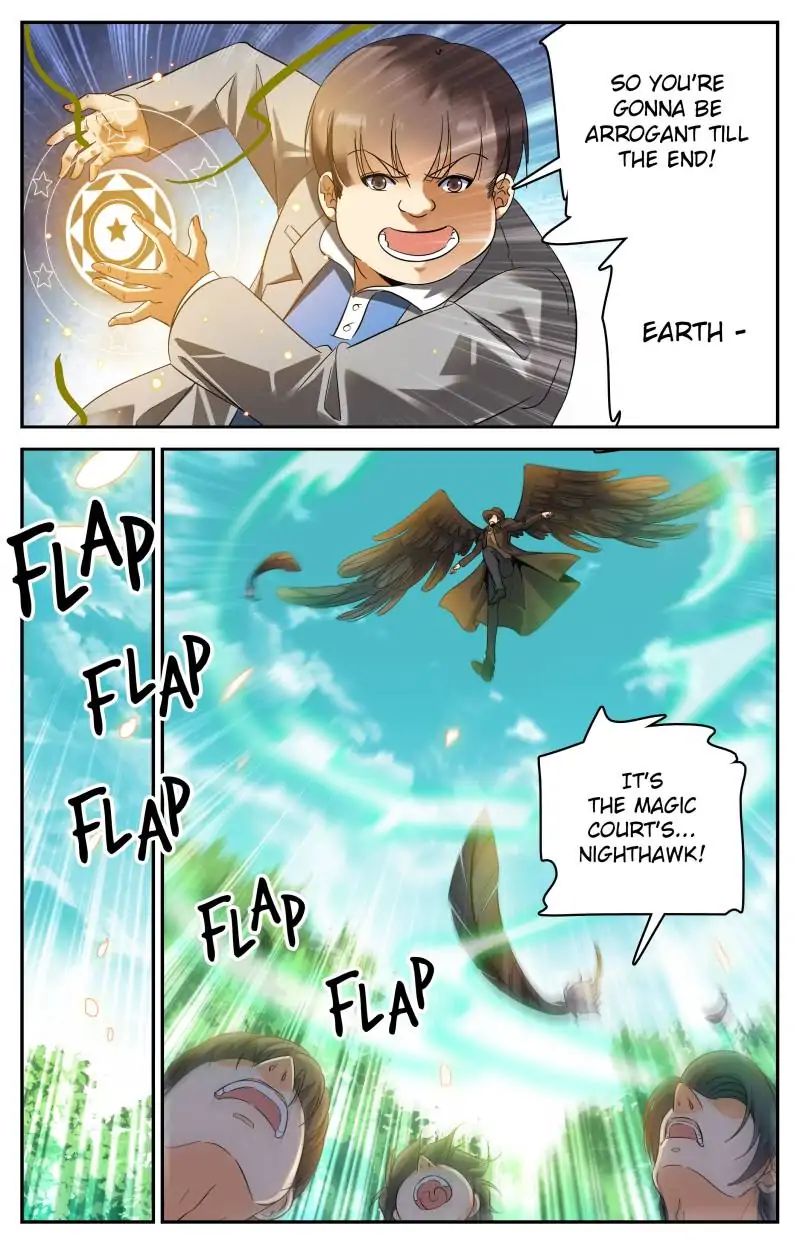 SO YOU'RE
GONNA BE
ARROGANT TILL
THE END!
EARTH -
FLAP
FLAP
FLAP
FLAP
FLAP
IT'S
THE MAGIC
COURT'S...
NIGHTHAWK!